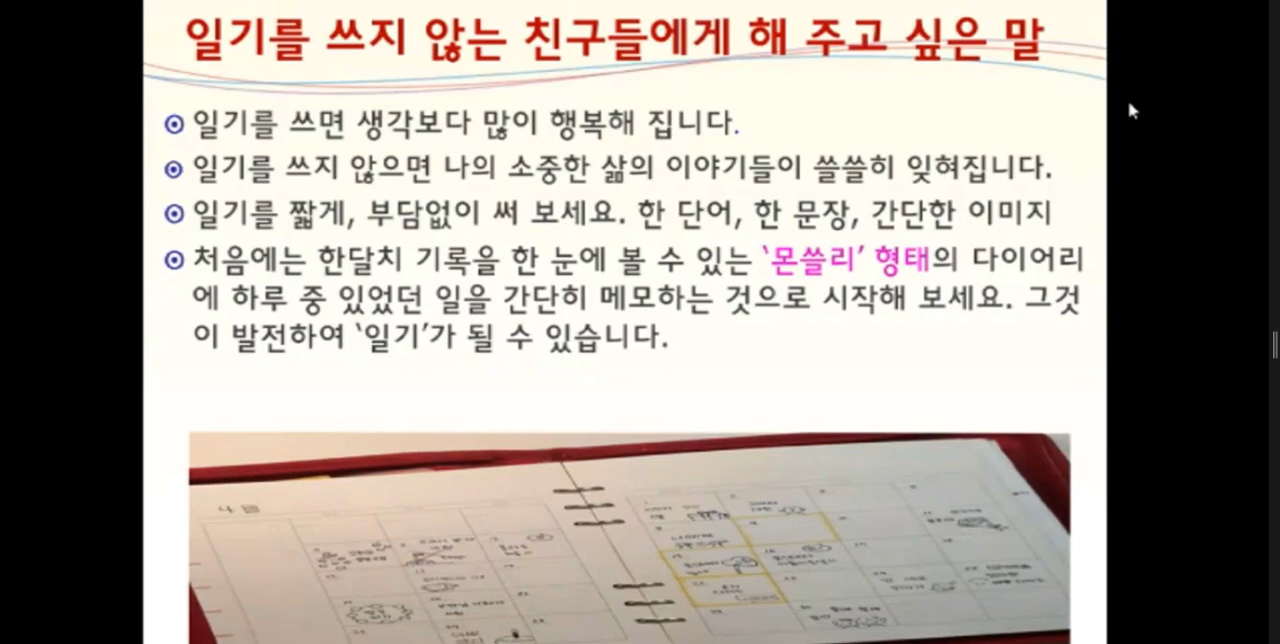 일기를 쓰지 않는 친구들에게 해 주고 싶은 말
일기를 쓰면 생각보다 많이 행복해 집니다.
일기를 쓰지 않으면 나의 소중한 삶의 이야기들이 쓸쓸히 잊혀집니다.
일기를 짧게, 부담없이 써 보세요. 한 단어, 한 문장, 간단한 이미지
처음에는 한달치 기록을 한 눈에 볼 수 있는 ‘몬쓸리’ 형태의 다이어리
에 하루 중 있었던 일을 간단히 메모하는 것으로 시작해 보세요. 그것
이 발전하여 ‘일기’가 될 수 있습니다.